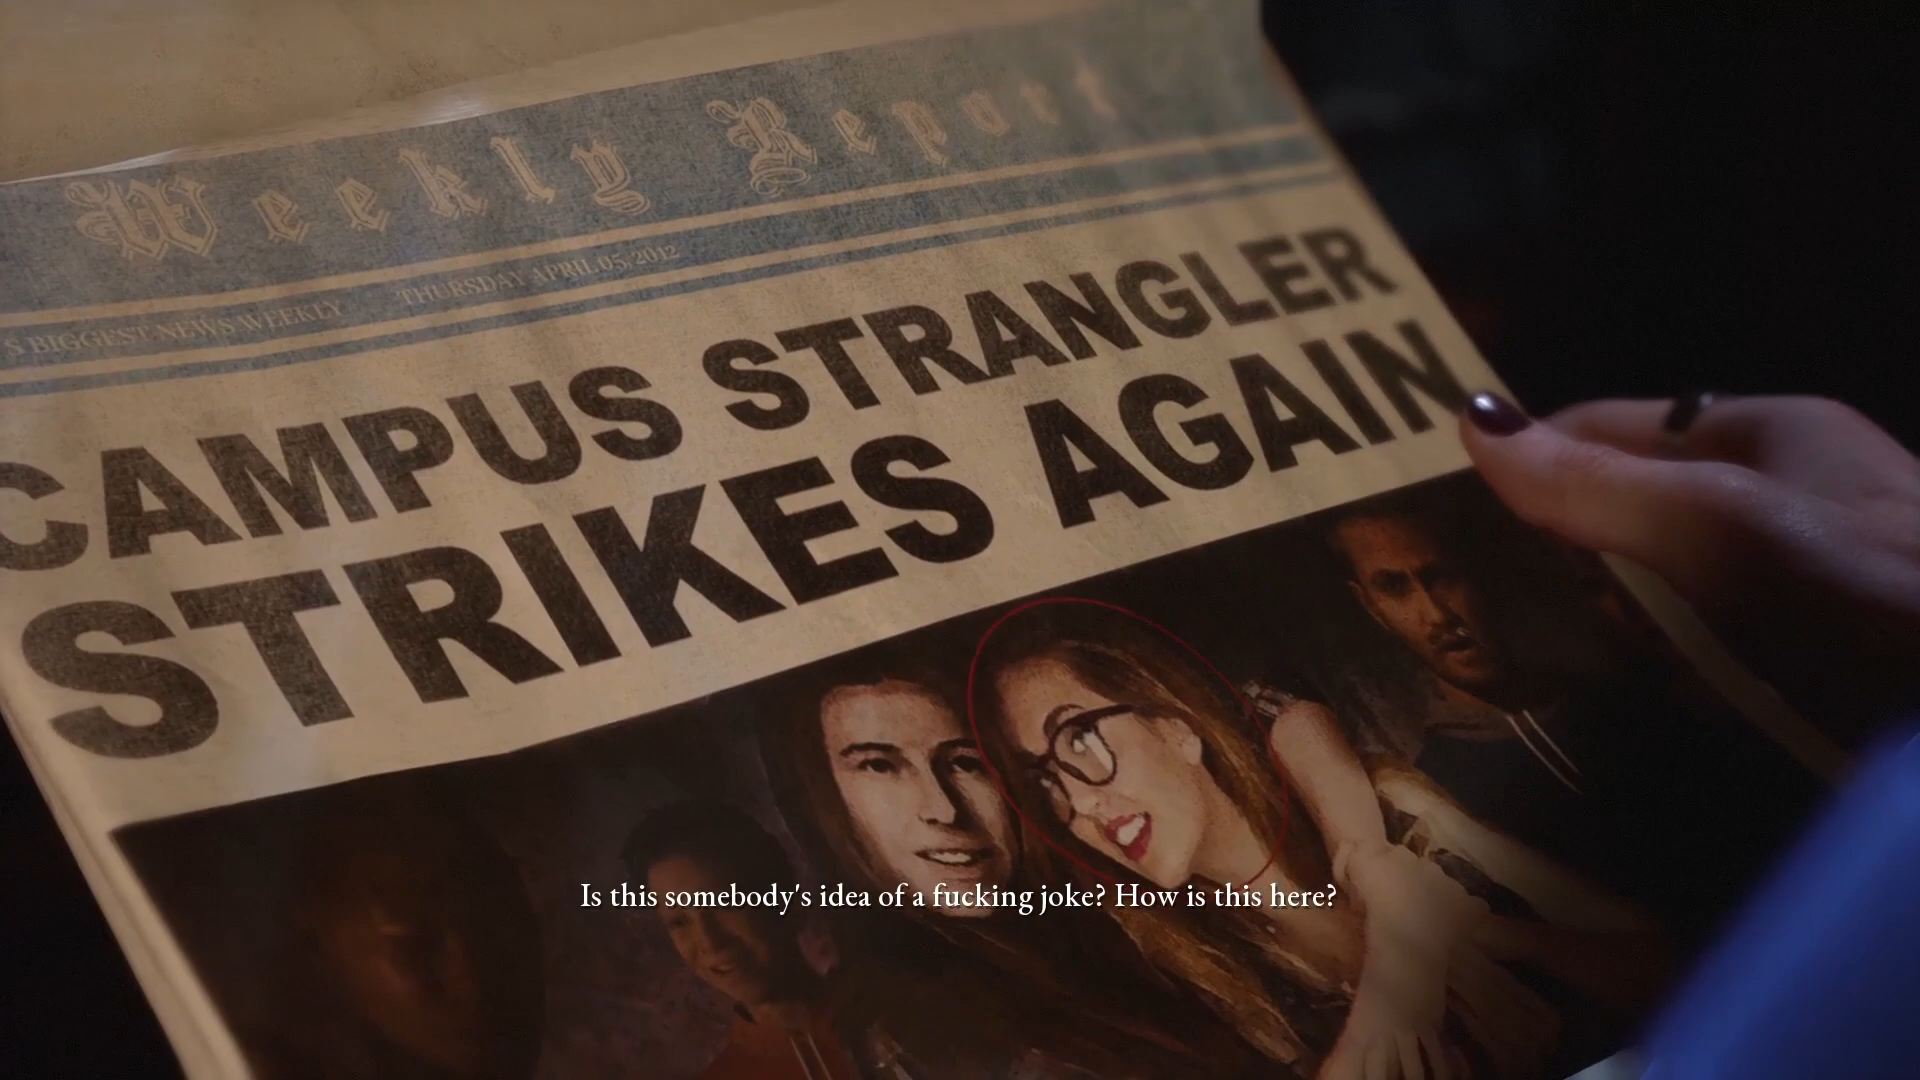 Weekly Report
S BIGGEST NEWS WEEKLY THURSDAY APRIL 05, 2012
CAMPUS STRANGLER
STRIKES AGAIN
Is this somebody's idea of a fucking joke? How is this here?